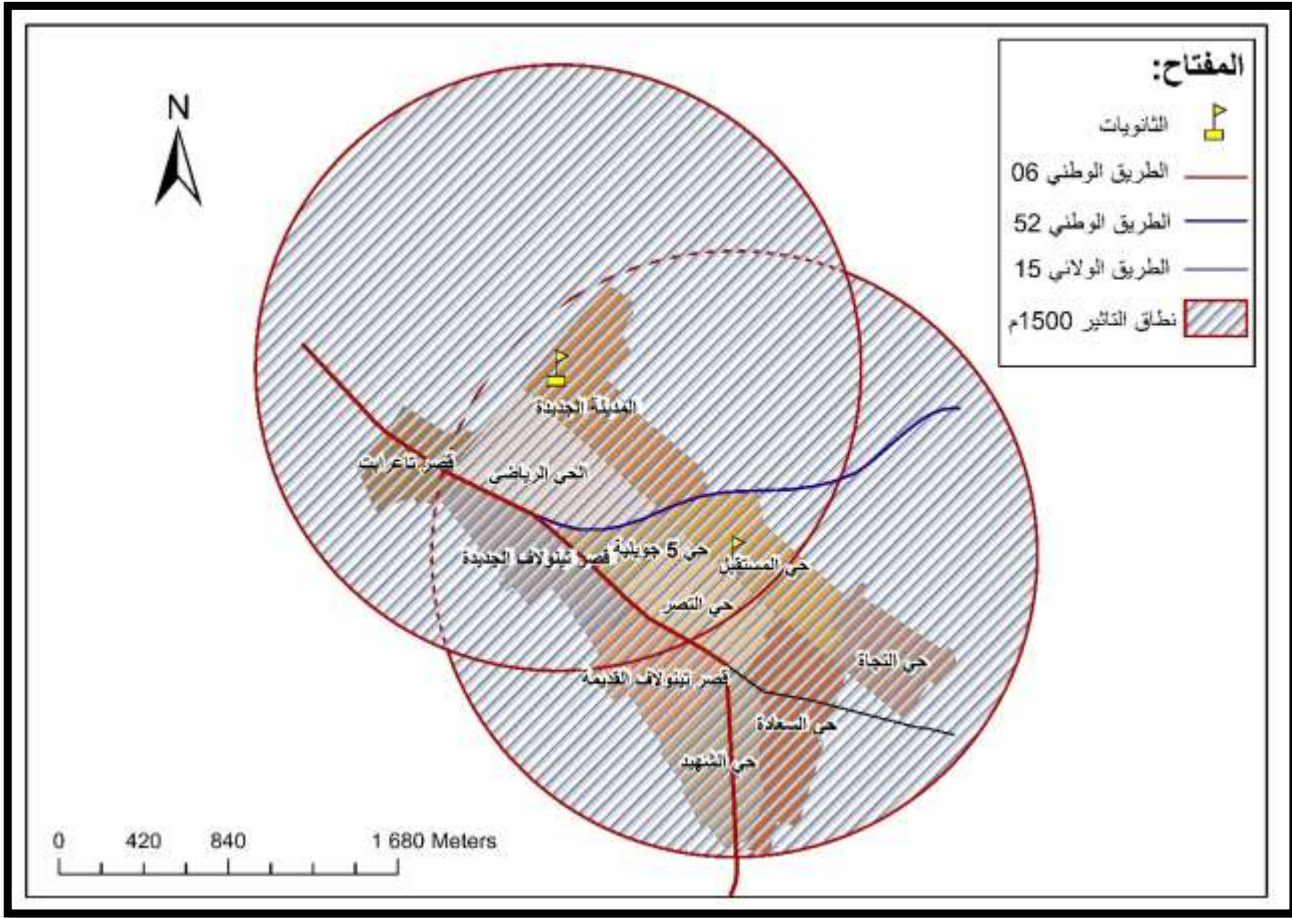 المفتاح:
الثانويات
الطريق الوطني 06
الطريق الوطني 52
الطريق الولائي 15
نطاق التاثير 1500م
N
المدينة الجديدة
قصر تاعرابت
الحي الرياضي
حي 5 جويلية
قصر تينولاف الجديدة
حي المستقبل
حي النصر
حي النجاة
قصر تينولاف القديمة
حي السعادة
حي الشهيد
0 420 840 1 680 Meters